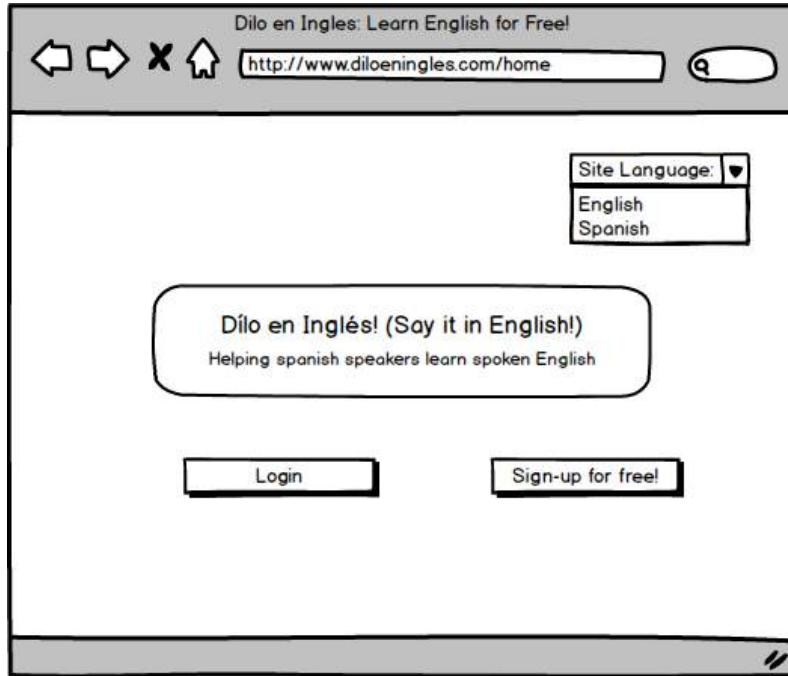 Dilo en Ingles: Learn English for Free!
http://www.diloeningles.com/home
Site Language:
English
Spanish
Dílo en Inglés! (Say it in English!)
Helping spanish speakers learn spoken English
Login
Sign-up for free!